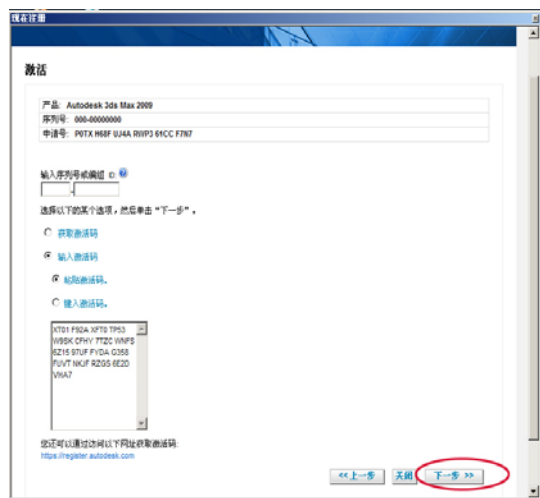 现在注册
激活
产品: Autodesk 3ds Max 2009
序列号: 000-00000000
申请号: P0TX H68F UJ4A RWP3 61CC F7N7
输入序列号或编组 ID:
选择以下的某个选项,然后单击“下一步”。
获取激活码
输入激活码
粘贴激活码。
键入激活码。
XT01 F92A XFT0 TP53
W9SK CFHY 7TZC WNFS
6Z15 97UF FYDA G358
FUVT NKJF RZGS 6E2D
VHA7
您还可以通过访问以下网址获取激活码:
https://register.autodesk.com
<<上一步 关闭 下一步 >>